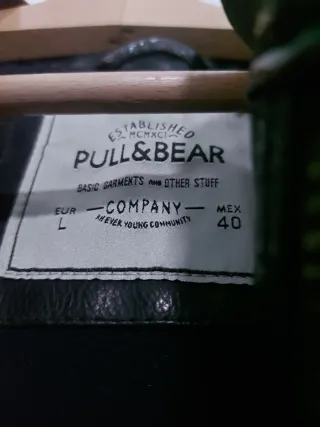 ESTABLISHED
MCMXCI
PULL&BEAR
BASIC GARMENTS AND OTHER STUFF
COMPANY
AN EVER YOUNG COMMUNITY
EUR
L
MEX
40